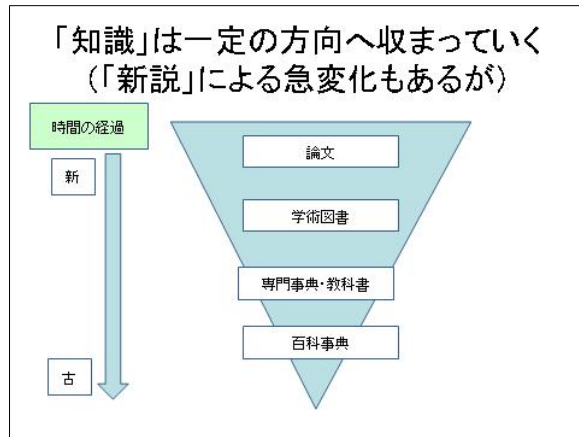 「知識」は一定の方向へ収まっていく
(「新説」による急変化もあるが)
時間の経過
新
古
論文
学術図書
専門事典・教科書
百科事典